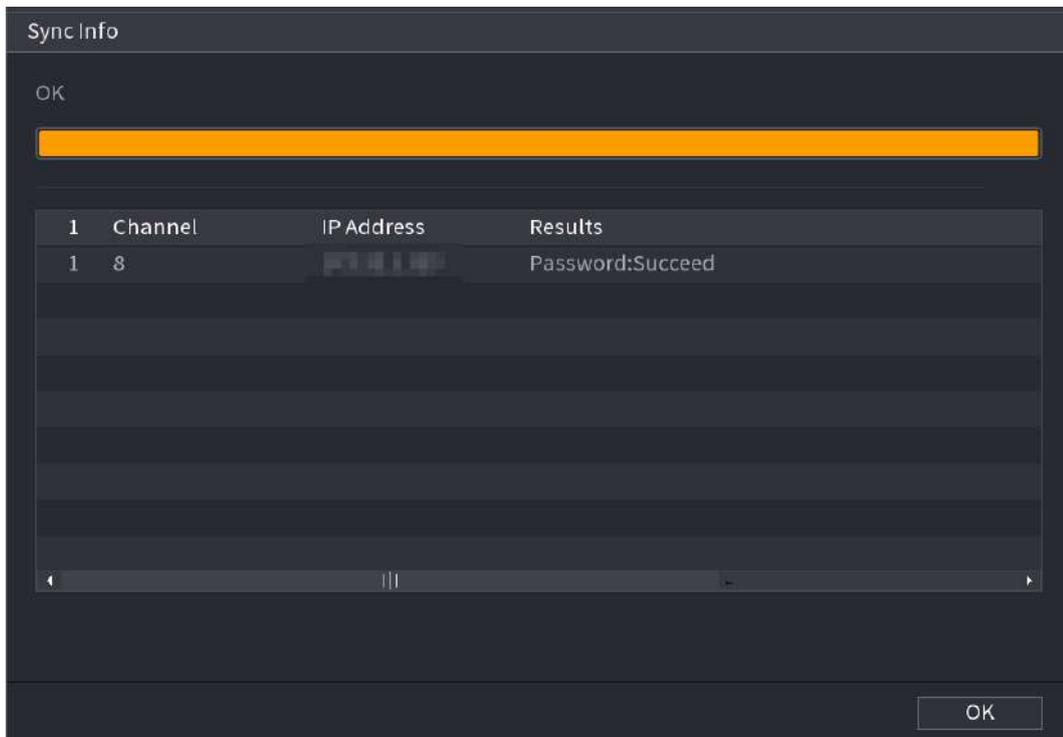 Sync Info
OK
1 Channel IP Address Results
1 8 Password:Succeed
OK